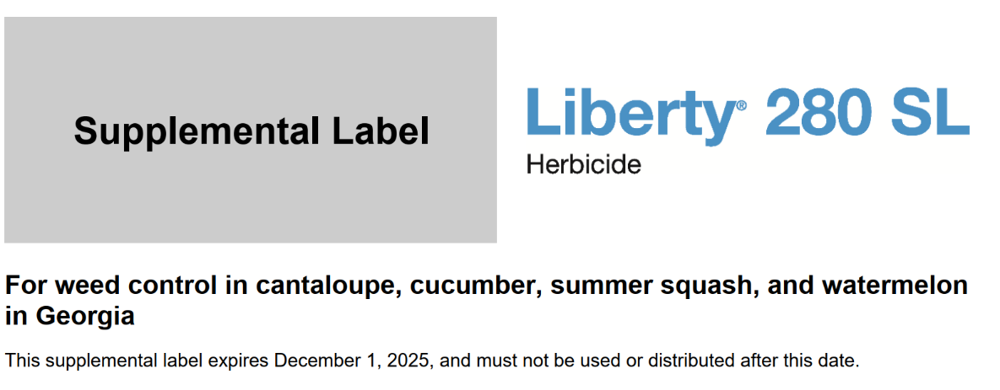 Supplemental Label
Liberty® 280 SL
Herbicide
For weed control in cantaloupe, cucumber, summer squash, and watermelon
in Georgia
This supplemental label expires December 1, 2025, and must not be used or distributed after this date.